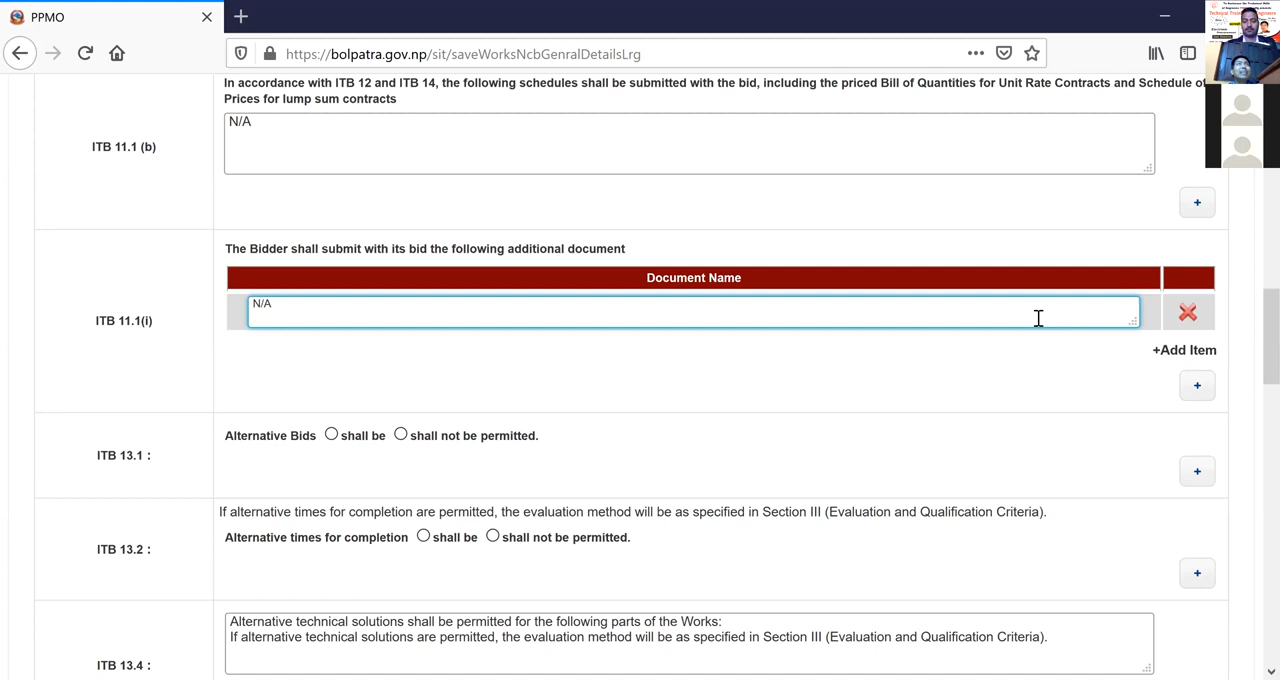 PPMO
https://bolpatra.gov.np/sit/saveWorksNcbGenralDetailsLrg
In accordance with ITB 12 and ITB 14, the following schedules shall be submitted with the bid, including the priced Bill of Quantities for Unit Rate Contracts and Schedule of
Prices for lump sum contracts
ITB 11.1 (b)
N/A
+
The Bidder shall submit with its bid the following additional document
Document Name
ITB 11.1(i)
N/A
+Add Item
+
ITB 13.1 :
Alternative Bids shall be shall not be permitted.
+
If alternative times for completion are permitted, the evaluation method will be as specified in Section III (Evaluation and Qualification Criteria).
ITB 13.2 :
Alternative times for completion shall be shall not be permitted.
+
Alternative technical solutions shall be permitted for the following parts of the Works:
If alternative technical solutions are permitted, the evaluation method will be as specified in Section III (Evaluation and Qualification Criteria).
ITB 13.4 :